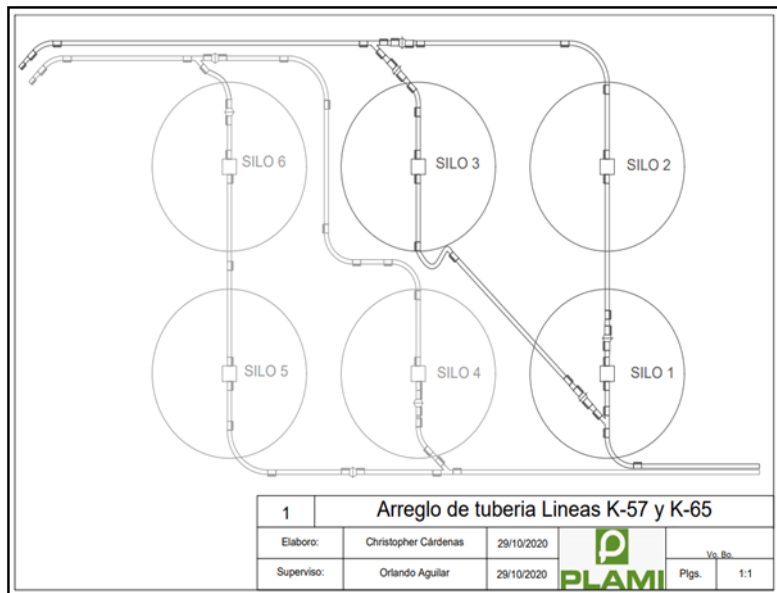 SILO 6
SILO 3
SILO 2
SILO 5
SILO 4
SILO 1
1 Arreglo de tuberia Lineas K-57 y K-65
Elaboro: Christopher Cárdenas 29/10/2020
Vo. Bo.
Superviso: Orlando Aguilar 29/10/2020 PLAMI Plgs. 1:1